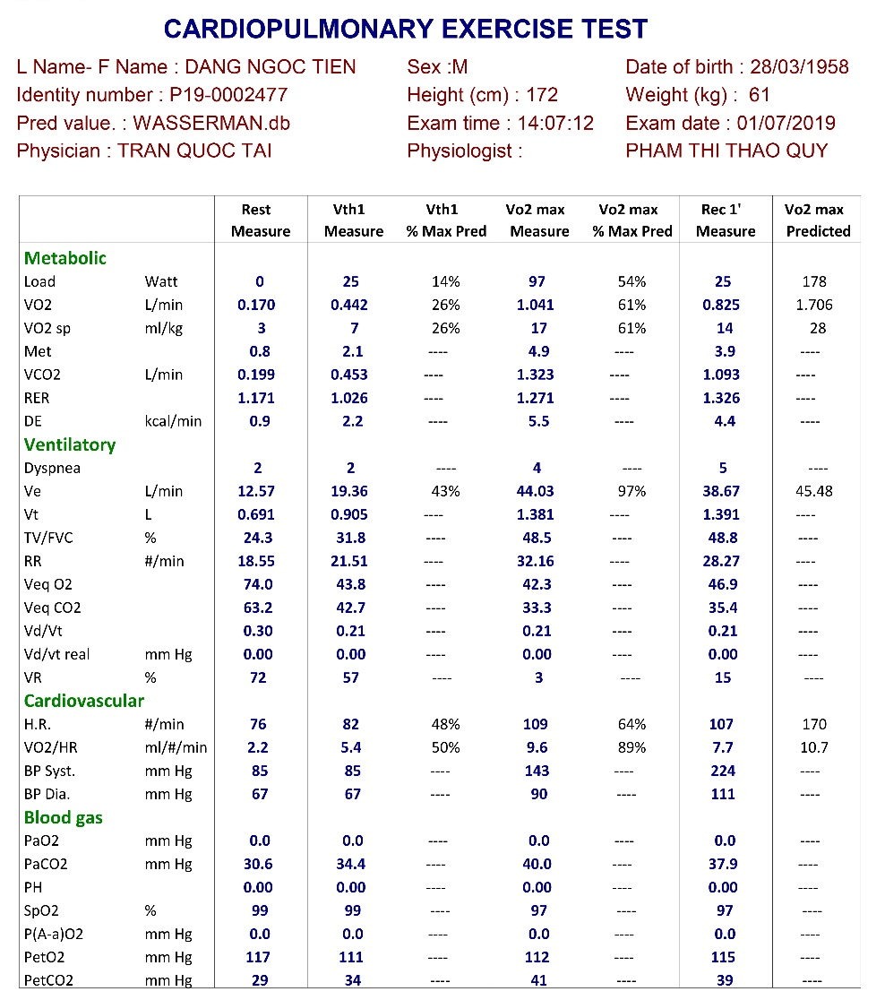 CARDIOPULMONARY EXERCISE TEST
L Name- F Name : DANG NGOC TIEN Sex :M Date of birth : 28/03/1958
Identity number : P19-0002477 Height (cm) : 172 Weight (kg) : 61
Pred value. : WASSERMAN.db Exam time : 14:07:12 Exam date : 01/07/2019
Physician : TRAN QUOC TAI Physiologist : PHAM THI THAO QUY
Rest Vth1 Vth1 Vo2 max Vo2 max Rec 1' Vo2 max
Measure Measure % Max Pred Measure % Max Pred Measure Predicted
Metabolic
Load Watt 0 25 14% 97 54% 25 178
VO2 L/min 0.170 0.442 26% 1.041 61% 0.825 1.706
VO2 sp ml/kg 3 7 26% 17 61% 14 28
Met 0.8 2.1 ---- 4.9 ---- 3.9 ----
VCO2 L/min 0.199 0.453 ---- 1.323 ---- 1.093 ----
RER 1.171 1.026 ---- 1.271 ---- 1.326 ----
DE kcal/min 0.9 2.2 ---- 5.5 ---- 4.4 ----
Ventilatory
Dyspnea 2 2 ---- 4 ---- 5 ----
Ve L/min 12.57 19.36 43% 44.03 97% 38.67 45.48
Vt L 0.691 0.905 ---- 1.381 ---- 1.391 ----
TV/FVC % 24.3 31.8 ---- 48.5 ---- 48.8 ----
RR #/min 18.55 21.51 ---- 32.16 ---- 28.27 ----
Veq O2 74.0 43.8 ---- 42.3 ---- 46.9 ----
Veq CO2 63.2 42.7 ---- 33.3 ---- 35.4 ----
Vd/Vt 0.30 0.21 ---- 0.21 ---- 0.21 ----
Vd/vt real mm Hg 0.00 0.00 ---- 0.00 ---- 0.00 ----
VR % 72 57 ---- 3 ---- 15 ----
Cardiovascular
H.R. #/min 76 82 48% 109 64% 107 170
VO2/HR ml/#/min 2.2 5.4 50% 9.6 89% 7.7 10.7
BP Syst. mm Hg 85 85 ---- 143 ---- 224 ----
BP Dia. mm Hg 67 67 ---- 90 ---- 111 ----
Blood gas
PaO2 mm Hg 0.0 0.0 ---- 0.0 ---- 0.0 ----
PaCO2 mm Hg 30.6 34.4 ---- 40.0 ---- 37.9 ----
PH 0.00 0.00 ---- 0.00 ---- 0.00 ----
SpO2 % 99 99 ---- 97 ---- 97 ----
P(A-a)O2 mm Hg 0.0 0.0 ---- 0.0 ---- 0.0 ----
PetO2 mm Hg 117 111 ---- 112 ---- 115 ----
PetCO2 mm Hg 29 34 ---- 41 ---- 39 ----